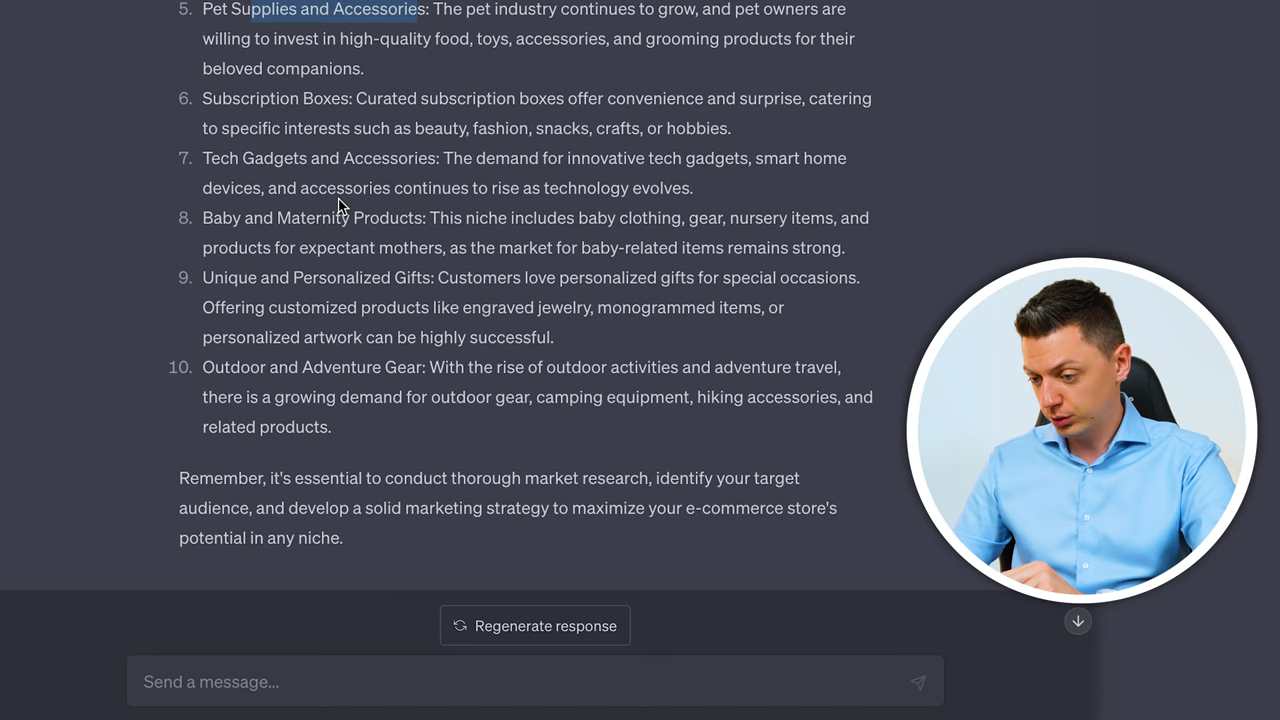 5. Pet Supplies and Accessories: The pet industry continues to grow, and pet owners are
willing to invest in high-quality food, toys, accessories, and grooming products for their
beloved companions.
6. Subscription Boxes: Curated subscription boxes offer convenience and surprise, catering
to specific interests such as beauty, fashion, snacks, crafts, or hobbies.
7. Tech Gadgets and Accessories: The demand for innovative tech gadgets, smart home
devices, and accessories continues to rise as technology evolves.
8. Baby and Maternity Products: This niche includes baby clothing, gear, nursery items, and
products for expectant mothers, as the market for baby-related items remains strong.
9. Unique and Personalized Gifts: Customers love personalized gifts for special occasions.
Offering customized products like engraved jewelry, monogrammed items, or
personalized artwork can be highly successful.
10. Outdoor and Adventure Gear: With the rise of outdoor activities and adventure travel,
there is a growing demand for outdoor gear, camping equipment, hiking accessories, and
related products.
Remember, it's essential to conduct thorough market research, identify your target
audience, and develop a solid marketing strategy to maximize your e-commerce store's
potential in any niche.
Regenerate response
Send a message...